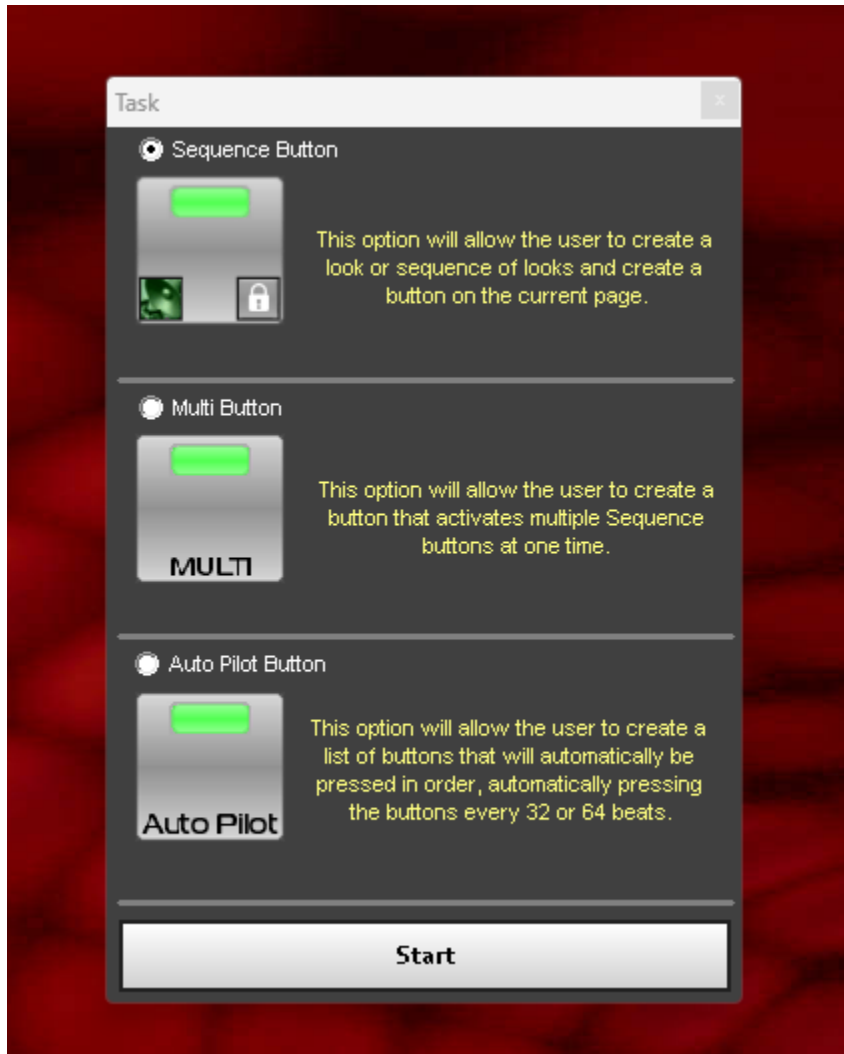 Task
x
Sequence Button
This option will allow the user to create a
look or sequence of looks and create a
button on the current page.
Multi Button
MULTI
This option will allow the user to create a
button that activates multiple Sequence
buttons at one time.
Auto Pilot Button
Auto Pilot
This option will allow the user to create a
list of buttons that will automatically be
pressed in order, automatically pressing
the buttons every 32 or 64 beats.
Start